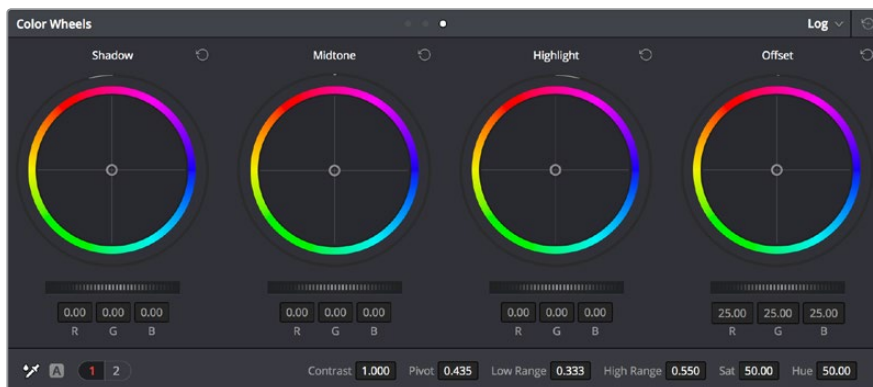 Color Wheels Log
Shadow Midtone Highlight Offset
0.00 0.00 0.00 0.00 0.00 0.00 0.00 0.00 0.00 25.00 25.00 25.00
R G B R G B R G B R G B
A 1 2 Contrast 1.000 Pivot 0.435 Low Range 0.333 High Range 0.550 Sat 50.00 Hue 50.00